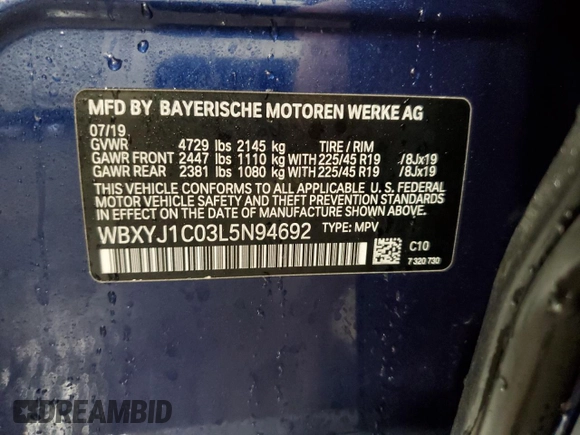 MFD BY BAYERISCHE MOTOREN WERKE AG
07/19
GVWR 4729 lbs 2145 kg TIRE / RIM
GAWR FRONT 2447 lbs 1110 kg WITH 225/45 R19 /8Jx19
GAWR REAR 2381 lbs 1080 kg WITH 225/45 R19 /8Jx19
THIS VEHICLE CONFORMS TO ALL APPLICABLE U. S. FEDERAL
MOTOR VEHICLE SAFETY AND THEFT PREVENTION STANDARDS
IN EFFECT ON THE DATE OF MANUFACTURE SHOWN ABOVE.
WBXYJ1C03L5N94692 TYPE: MPV
C10
7 320 730
DREAMBID